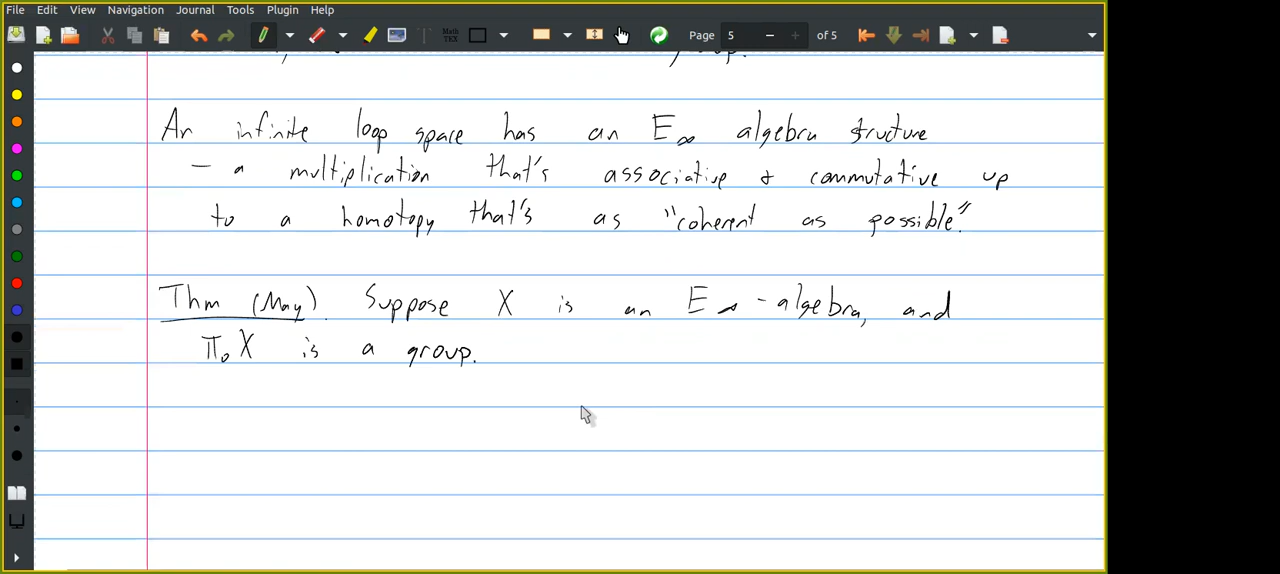 File Edit View Journal Tools Plugin Help
Page 5 of 5
An infinite loop space has an E∞ algebra structure
– a multiplication that's associative & commutative up
to a homotopy that's as "coherent as possible".
Thm (May). Suppose X is an E∞-algebra, and
π₀X is a group.